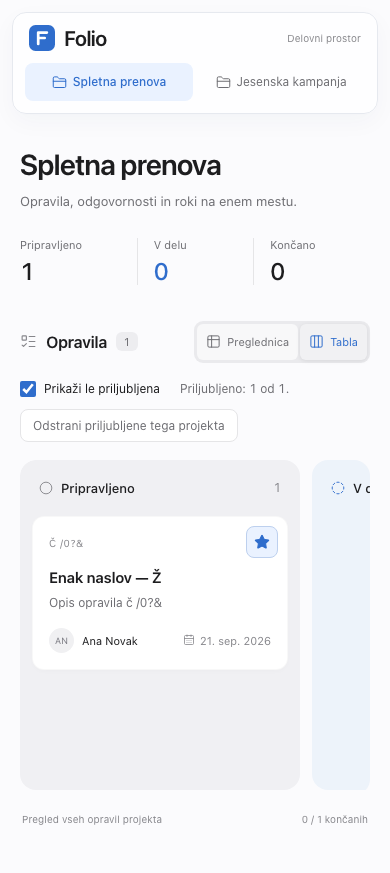 F Folio
Delovni prostor
Spletna prenova
Jesenska kampanja
Spletna prenova
Opravila, odgovornosti in roki na enem mestu.
Pripravljeno
1
V delu
0
Končano
0
Opravila 1
Preglednica
Tabla
Prikaži le priljubljena
Priljubljeno: 1 od 1.
Odstrani priljubljene tega projekta
Pripravljeno 1
Č /0?&
Enak naslov — Ž
Opis opravila č /0?&
AN Ana Novak
21. sep. 2026
V
Pregled vseh opravil projekta
0 / 1 končanih